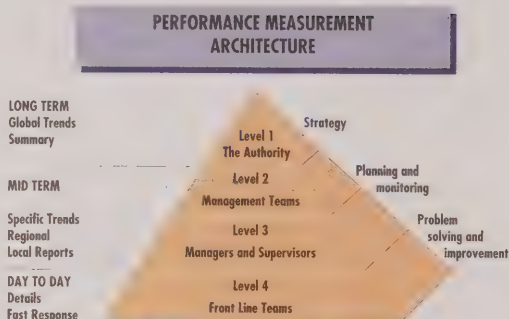 PERFORMANCE MEASUREMENT
ARCHITECTURE
LONG TERM
Global Trends
Summary
MID TERM
Specific Trends
Regional
Local Reports
DAY TO DAY
Details
Fast Response
Level 1
The Authority
Level 2
Management Teams
Level 3
Managers and Supervisors
Level 4
Front Line Teams
Strategy
Planning and
monitoring
Problem
solving and
improvement